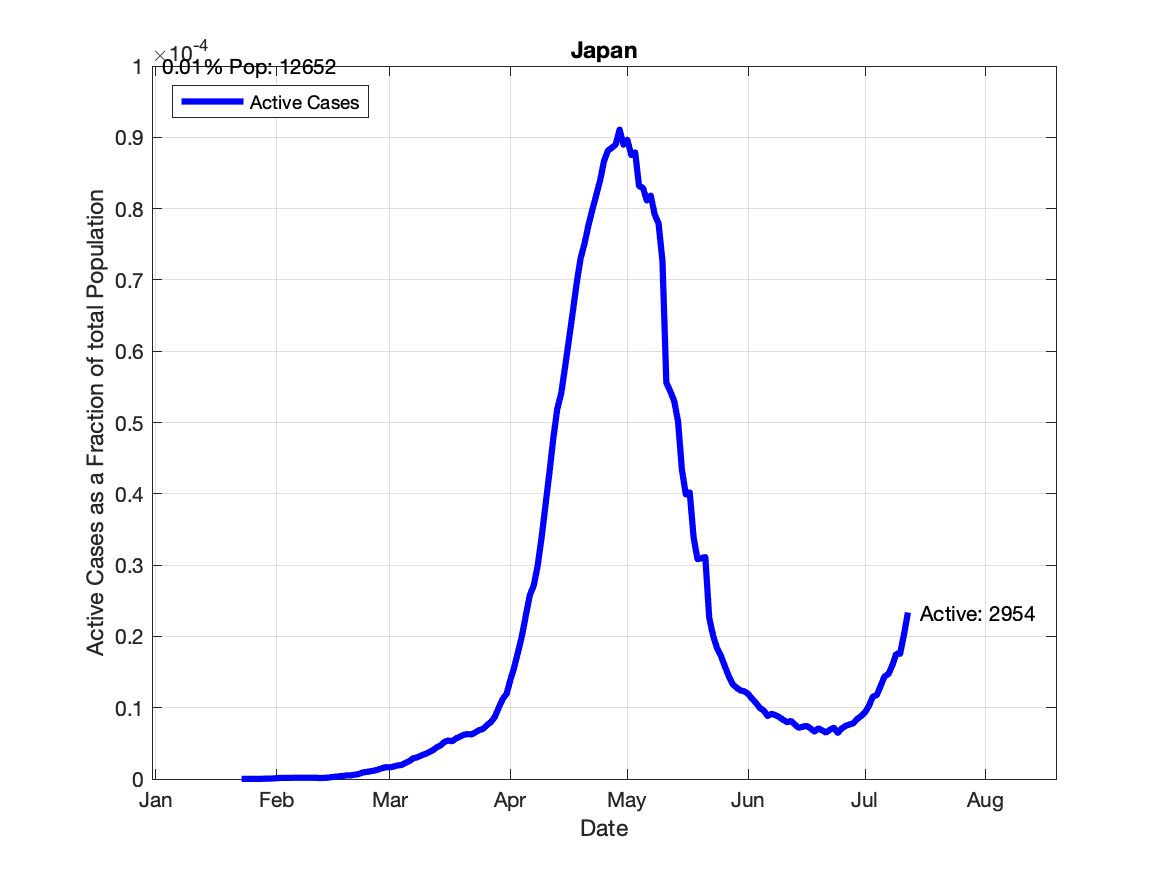 Japan
×10-4
0.01% Pop: 12652
Active Cases
1
0.9
0.8
0.7
0.6
0.5
0.4
0.3
0.2
0.1
0
Active Cases as a Fraction of total Population
Active: 2954
Jan Feb Mar Apr May Jun Jul Aug
Date